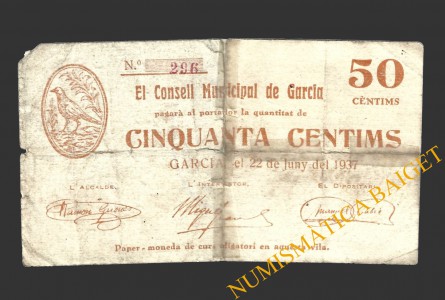 N.º 296
50
CÈNTIMS
El Consell Municipal de Garcia
pagarà al portador la quantitat de
CINQUANTA CENTIMS
GARCIA, el 22 de juny del 1937
L'ALCALDE, L'INTERVENTOR, EL DIPOSITARI,
Paper-moneda de curs obligatori en aquesta vila.
NUMISMATICA BAIGET